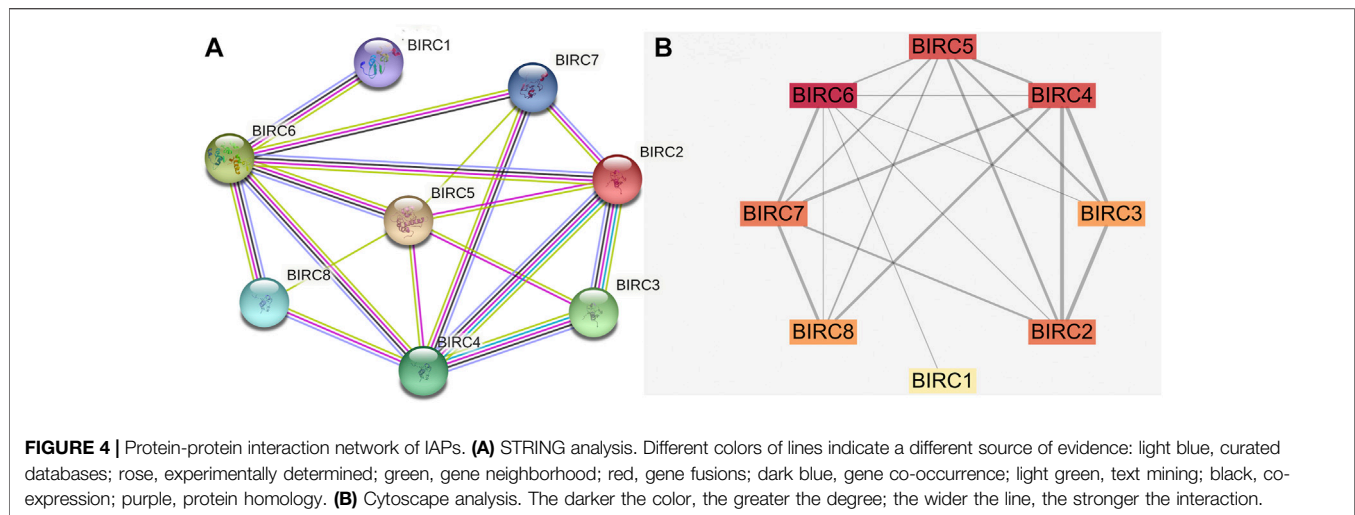 A
BIRC1
BIRC7
BIRC6
BIRC2
BIRC5
BIRC8
BIRC3
BIRC4
B
BIRC5
BIRC6
BIRC4
BIRC7
BIRC3
BIRC8
BIRC2
BIRC1
FIGURE 4 | Protein-protein interaction network of IAPs. (A) STRING analysis. Different colors of lines indicate a different source of evidence: light blue, curated
databases; rose, experimentally determined; green, gene neighborhood; red, gene fusions; dark blue, gene co-occurrence; light green, text mining; black, co-
expression; purple, protein homology. (B) Cytoscape analysis. The darker the color, the greater the degree; the wider the line, the stronger the interaction.